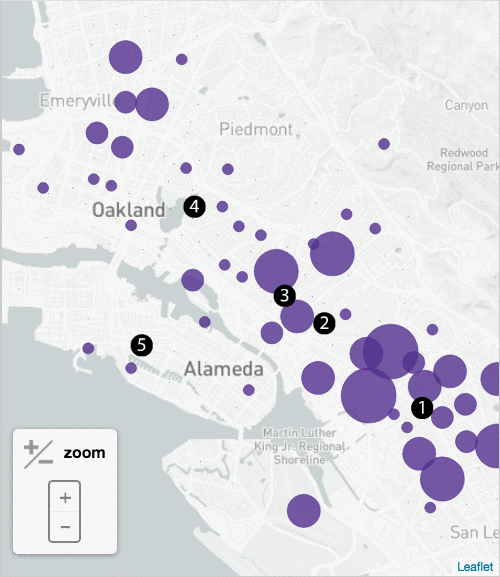 Emeryville
Canyon
Piedmont
Redwood
Regional Park
Oakland
4
3
2
5
Alameda
1
Martin Luther
King Jr. Regional
Shoreline
+/− zoom
+
−
San Le
Leaflet